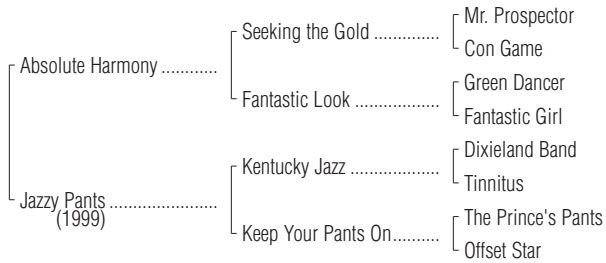 Mr. Prospector
Seeking the Gold ..............
Con Game
Absolute Harmony ............
Green Dancer
Fantastic Look ..................
Fantastic Girl
Dixieland Band
Kentucky Jazz ...................
Tinnitus
Jazzy Pants .......................
(1999)
The Prince's Pants
Keep Your Pants On..........
Offset Star